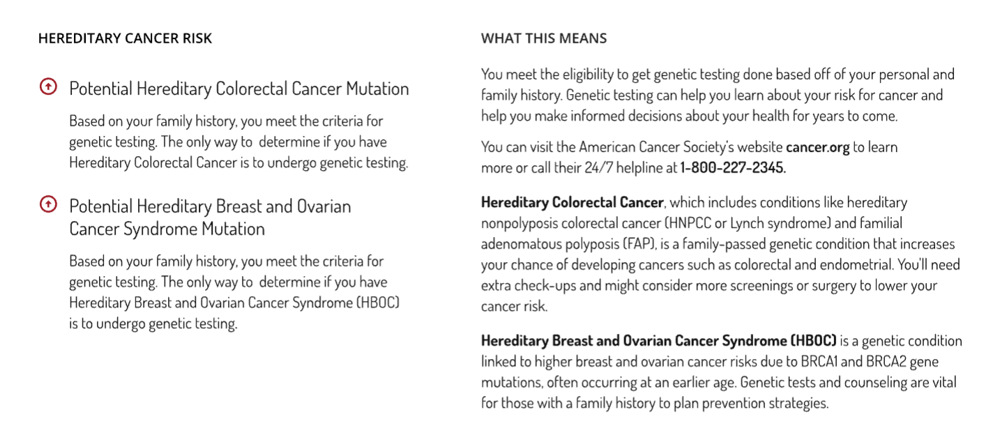 HEREDITARY CANCER RISK
Potential Hereditary Colorectal Cancer Mutation
Based on your family history, you meet the criteria for
genetic testing. The only way to  determine if you have
Hereditary Colorectal Cancer is to undergo genetic testing.
Potential Hereditary Breast and Ovarian
Cancer Syndrome Mutation
Based on your family history, you meet the criteria for
genetic testing. The only way to  determine if you have
Hereditary Breast and Ovarian Cancer Syndrome (HBOC)
is to undergo genetic testing.
WHAT THIS MEANS
You meet the eligibility to get genetic testing done based off of your personal and
family history. Genetic testing can help you learn about your risk for cancer and
help you make informed decisions about your health for years to come.
You can visit the American Cancer Society's website cancer.org to learn
more or call their 24/7 helpline at 1-800-227-2345.
Hereditary Colorectal Cancer, which includes conditions like hereditary
nonpolyposis colorectal cancer (HNPCC or Lynch syndrome) and familial
adenomatous polyposis (FAP), is a family-passed genetic condition that increases
your chance of developing cancers such as colorectal and endometrial. You'll need
extra check-ups and might consider more screenings or surgery to lower your
cancer risk.
Hereditary Breast and Ovarian Cancer Syndrome (HBOC) is a genetic condition
linked to higher breast and ovarian cancer risks due to BRCA1 and BRCA2 gene
mutations, often occurring at an earlier age. Genetic tests and counseling are vital
for those with a family history to plan prevention strategies.